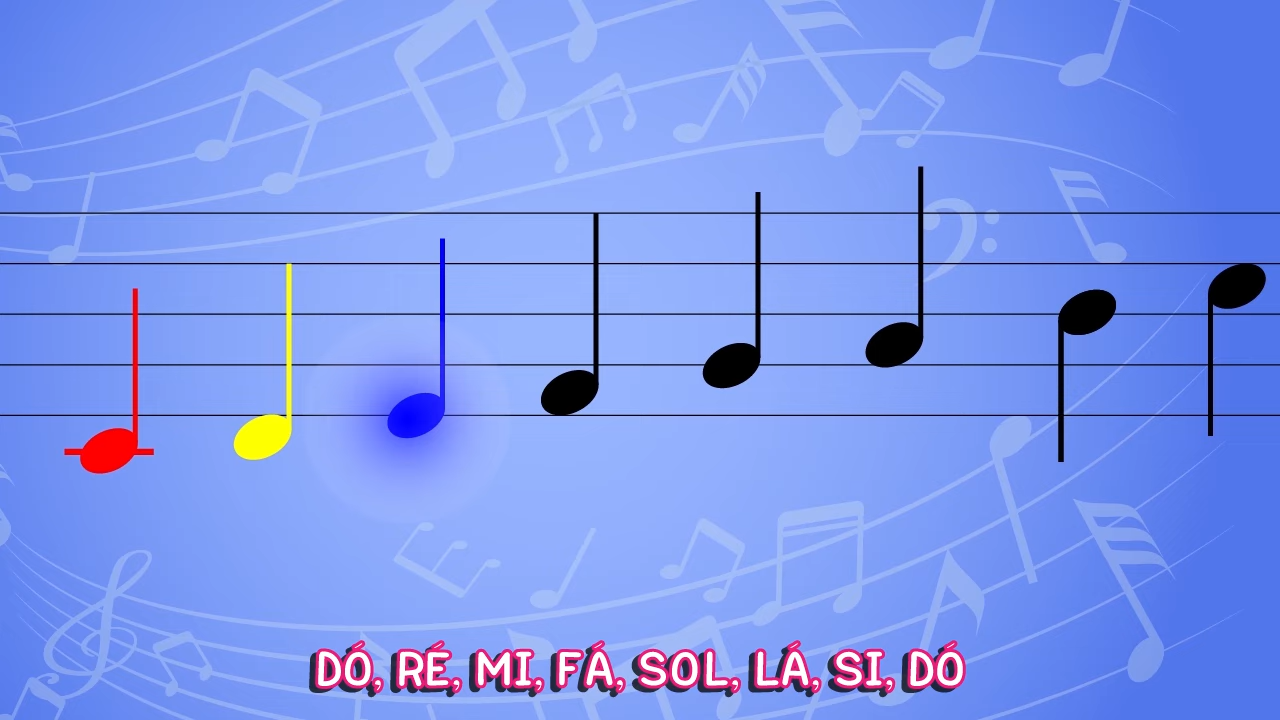 DÓ, RÉ, MI, FÁ, SOL, LÁ, SI, DÓ